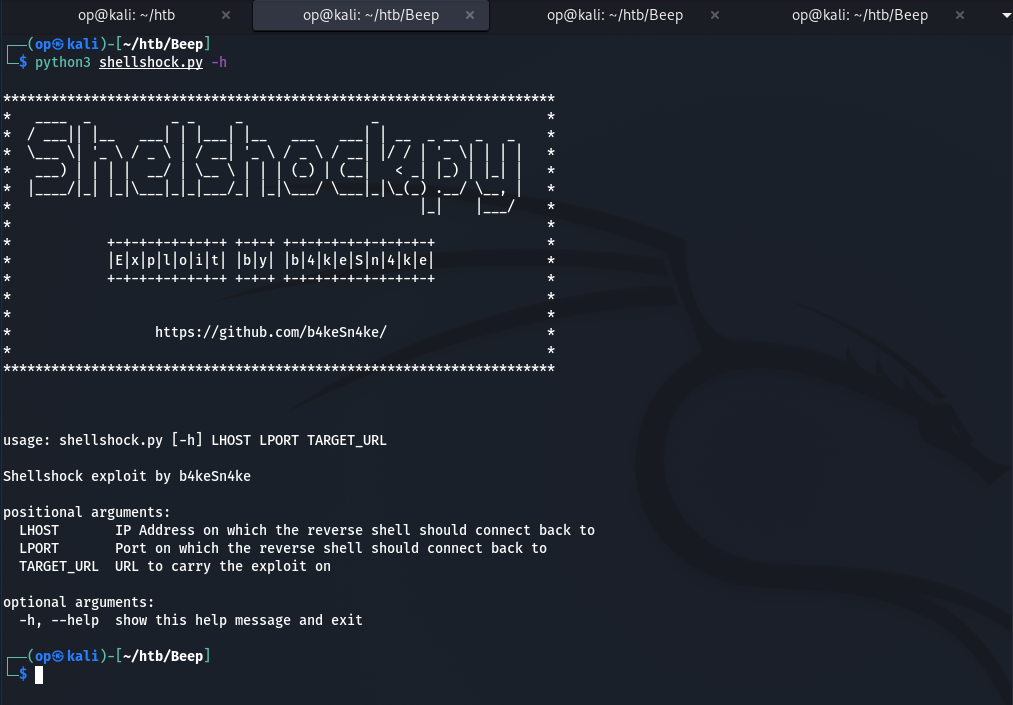 op@kali: ~/htb × op@kali: ~/htb/Beep × op@kali: ~/htb/Beep × op@kali: ~/htb/Beep ×
┌──(op㉿kali)-[~/htb/Beep]
└─$ python3 shellshock.py -h
*********************************************************************
Shellshock.py
+-+-+-+-+-+-+-+ +-+-+ +-+-+-+-+-+-+-+-+-+
|E|x|p|l|o|i|t| |b|y| |b|4|k|e|S|n|4|k|e|
+-+-+-+-+-+-+-+ +-+-+ +-+-+-+-+-+-+-+-+-+
https://github.com/b4keSn4ke/
*********************************************************************
usage: shellshock.py [-h] LHOST LPORT TARGET_URL
Shellshock exploit by b4keSn4ke
positional arguments:
LHOST IP Address on which the reverse shell should connect back to
LPORT Port on which the reverse shell should connect back to
TARGET_URL URL to carry the exploit on
optional arguments:
-h, --help show this help message and exit
┌──(op㉿kali)-[~/htb/Beep]
└─$